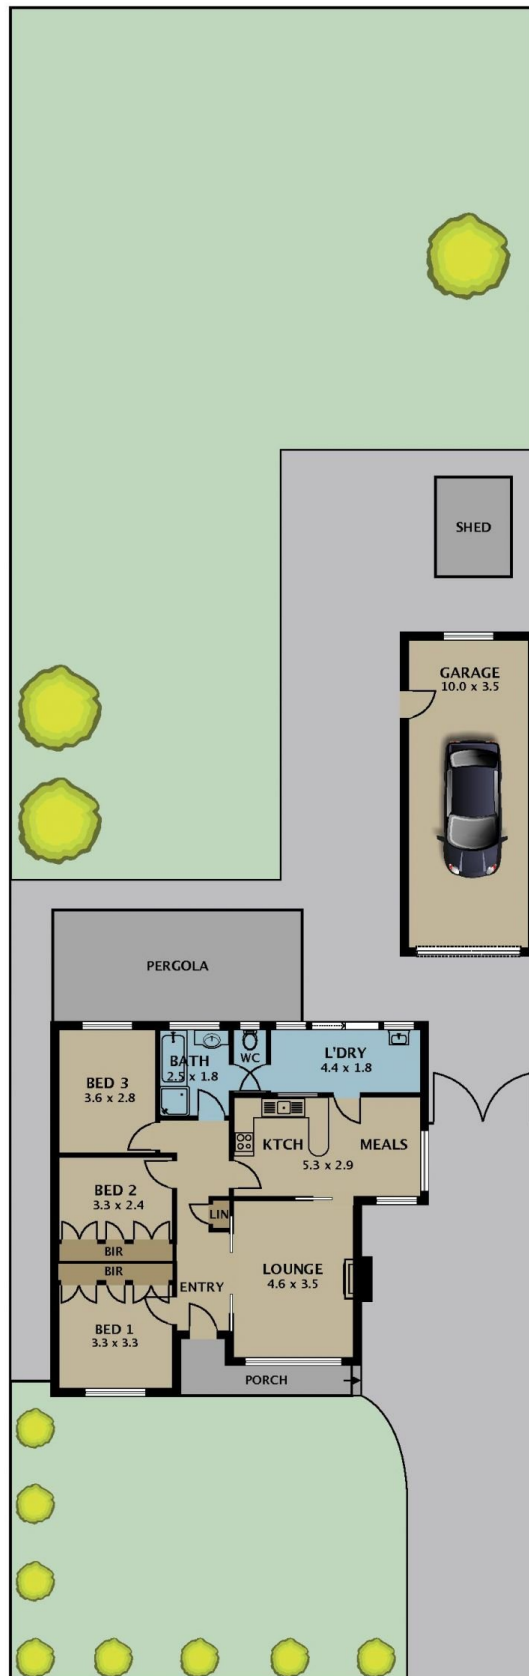 SHED
GARAGE
10.0 x 3.5
PERGOLA
BATH
2.5 x 1.8
WC
L'DRY
4.4 x 1.8
BED 3
3.6 x 2.8
KTCH
MEALS
5.3 x 2.9
BED 2
3.3 x 2.4
LIN
BIR
BIR
ENTRY
LOUNGE
4.6 x 3.5
BED 1
3.3 x 3.3
PORCH